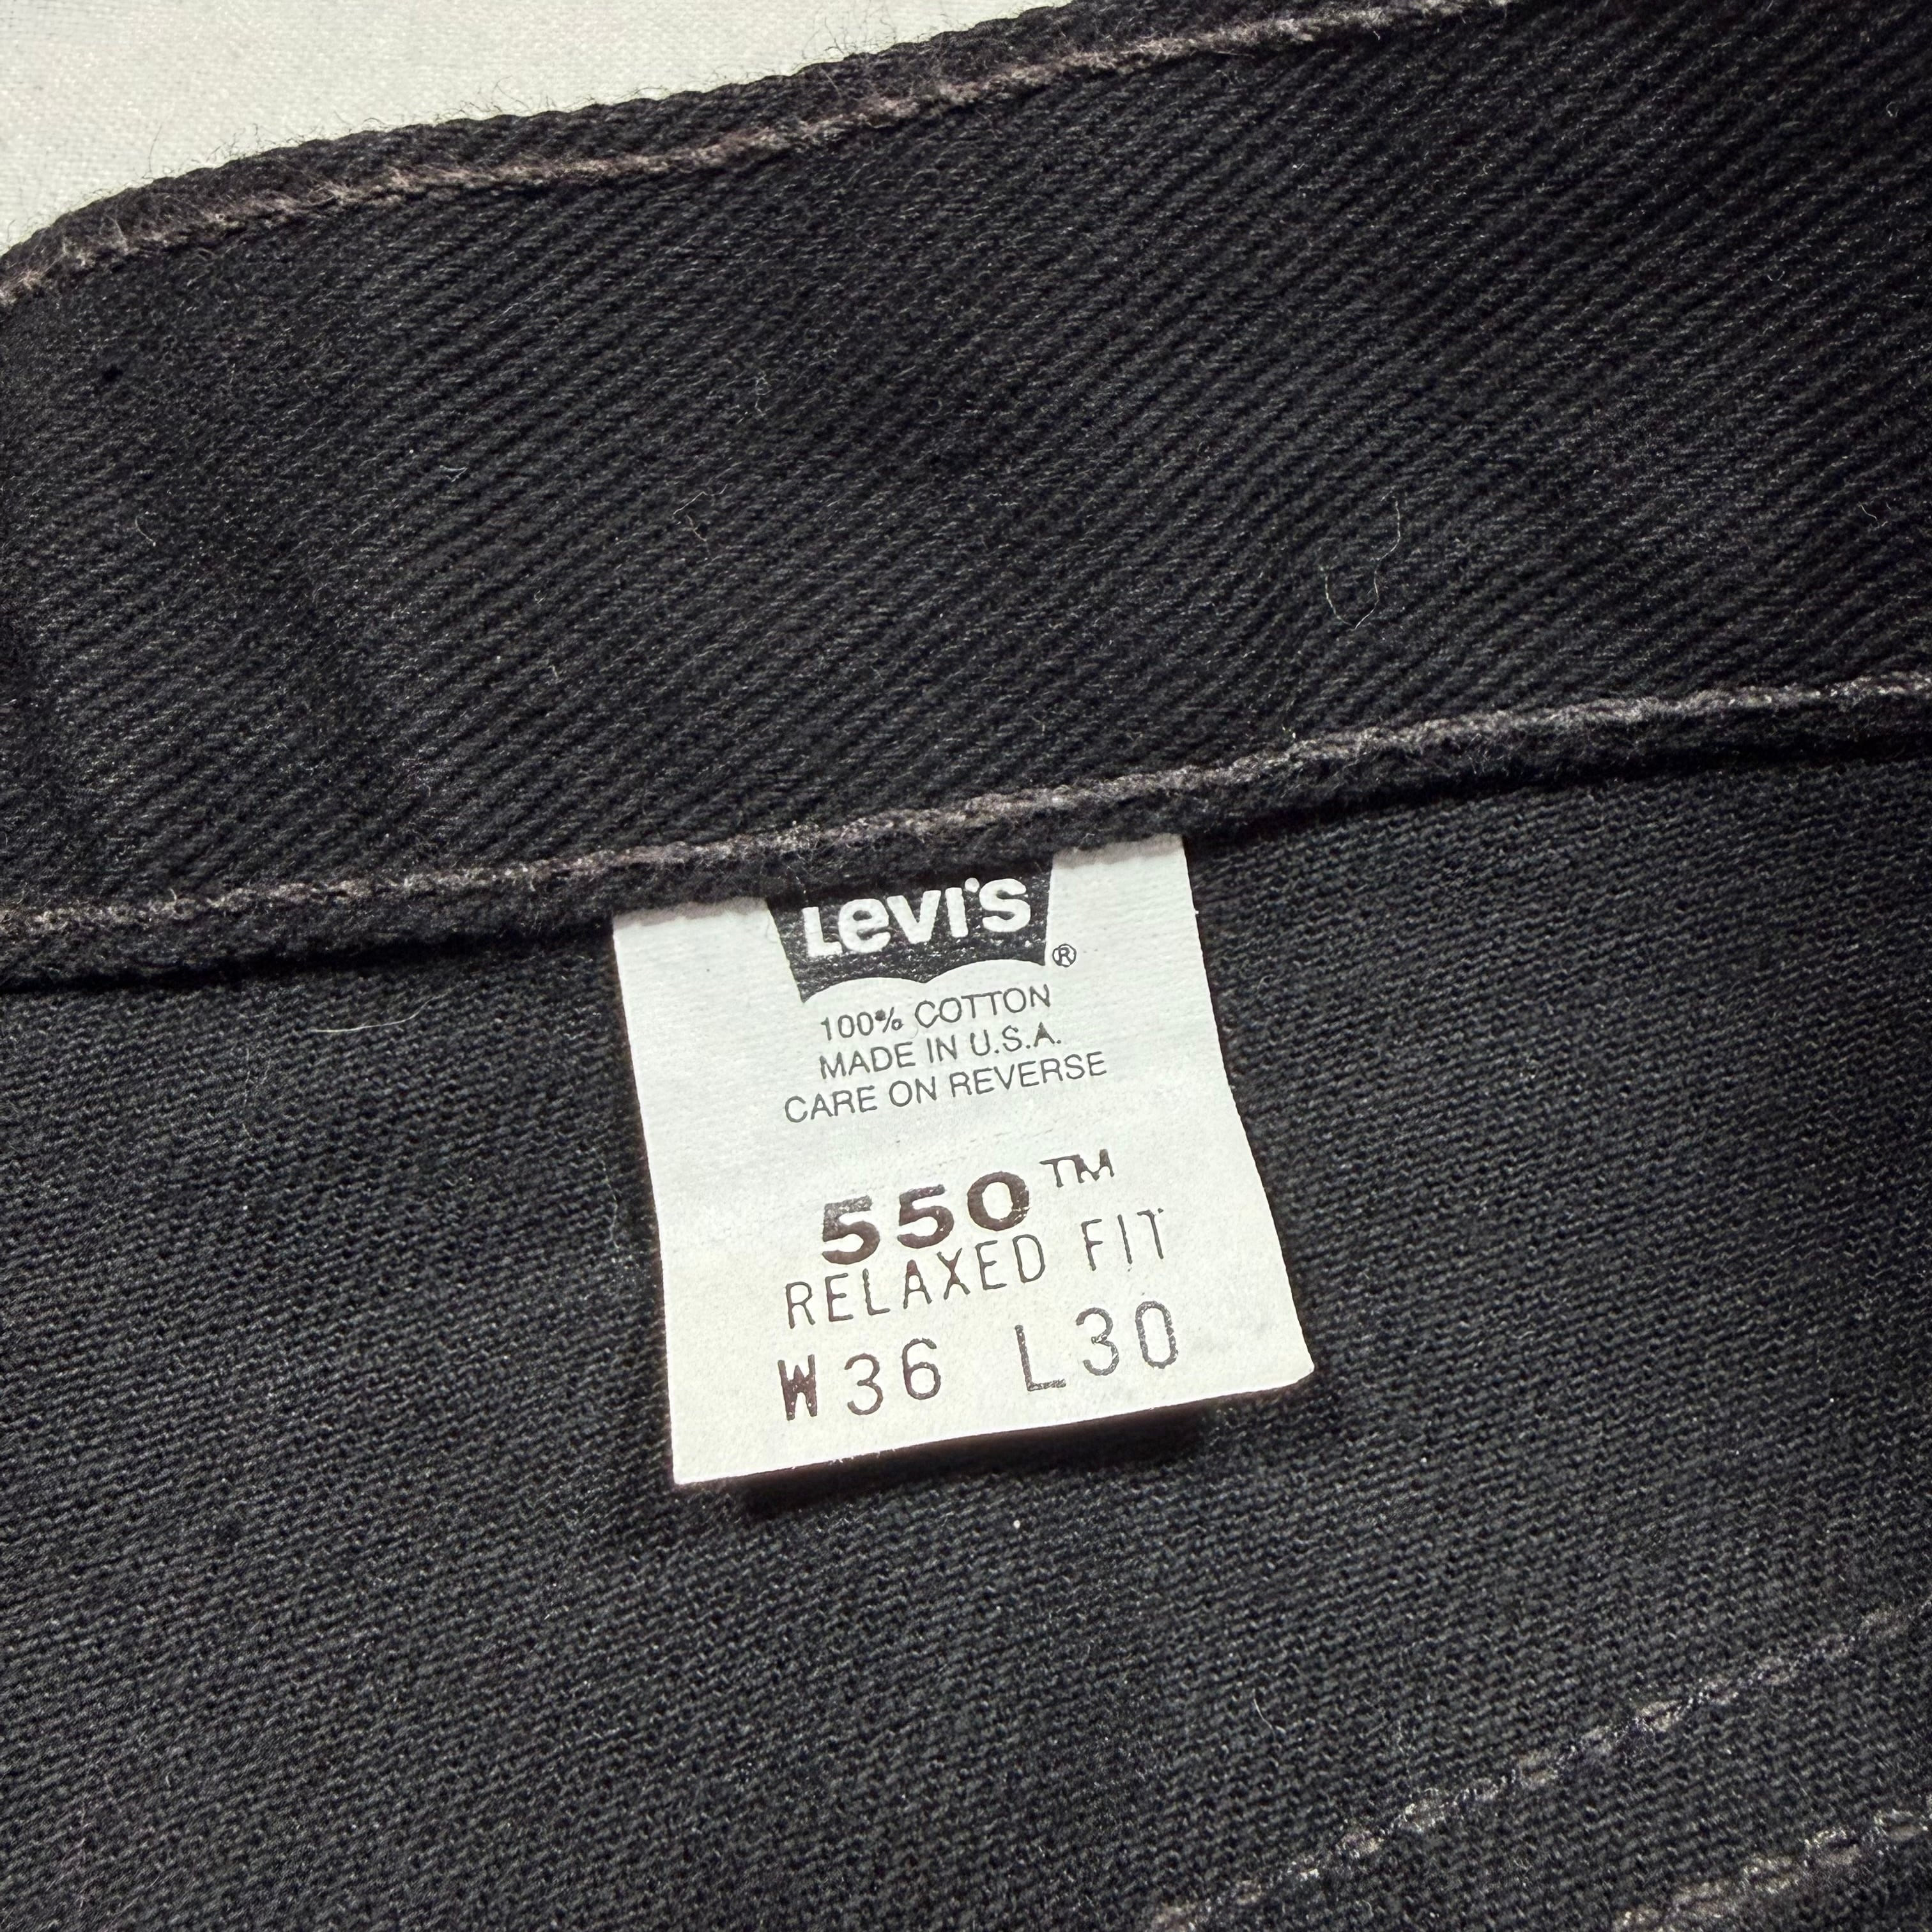 Levi's ®
100% COTTON
MADE IN U.S.A.
CARE ON REVERSE
550™
RELAXED FIT
W36 L30